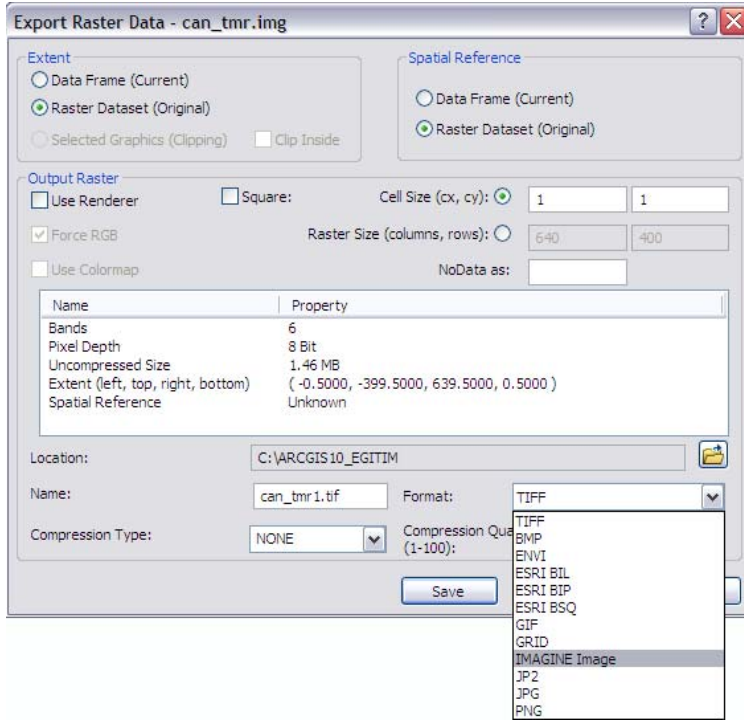 Export Raster Data - can_tmr.img
Extent
Data Frame (Current)
Raster Dataset (Original)
Selected Graphics (Clipping)
Clip Inside
Spatial Reference
Data Frame (Current)
Raster Dataset (Original)
Output Raster
Use Renderer
Square:
Cell Size (cx, cy):
1
1
Force RGB
Raster Size (columns, rows):
640
400
Use Colormap
NoData as:
Name Property
Bands 6
Pixel Depth 8 Bit
Uncompressed Size 1.46 MB
Extent (left, top, right, bottom) ( -0.5000, -399.5000, 639.5000, 0.5000 )
Spatial Reference Unknown
Location: C:\ARCGIS10_EGITIM
Name: can_tmr1.tif
Format: TIFF
Compression Type: NONE
Compression Qua
(1-100):
TIFF
BMP
ENVI
ESRI BIL
ESRI BIP
ESRI BSQ
GIF
GRID
IMAGINE Image
JP2
JPG
PNG
Save